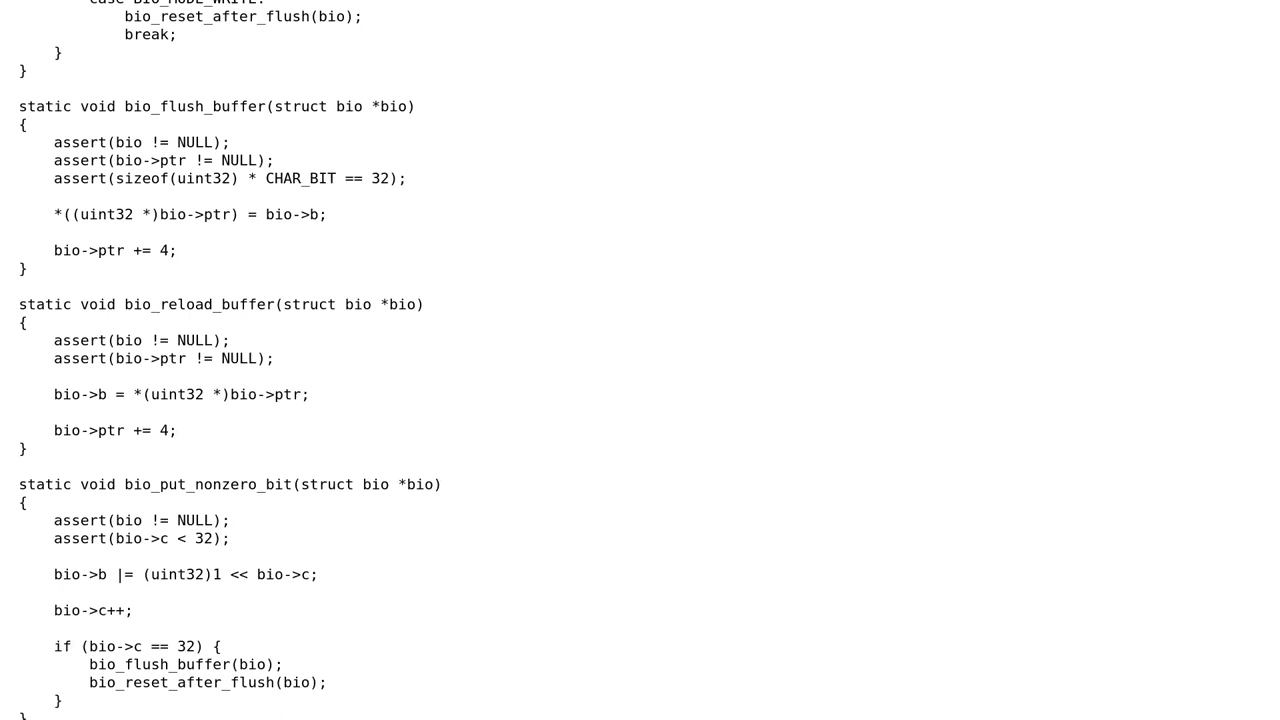 case BIO_MODE_WRITE:
            bio_reset_after_flush(bio);
            break;
    }
}

static void bio_flush_buffer(struct bio *bio)
{
    assert(bio != NULL);
    assert(bio->ptr != NULL);
    assert(sizeof(uint32) * CHAR_BIT == 32);

    *((uint32 *)bio->ptr) = bio->b;

    bio->ptr += 4;
}

static void bio_reload_buffer(struct bio *bio)
{
    assert(bio != NULL);
    assert(bio->ptr != NULL);

    bio->b = *(uint32 *)bio->ptr;

    bio->ptr += 4;
}

static void bio_put_nonzero_bit(struct bio *bio)
{
    assert(bio != NULL);
    assert(bio->c < 32);

    bio->b |= (uint32)1 << bio->c;

    bio->c++;

    if (bio->c == 32) {
        bio_flush_buffer(bio);
        bio_reset_after_flush(bio);
    }
}